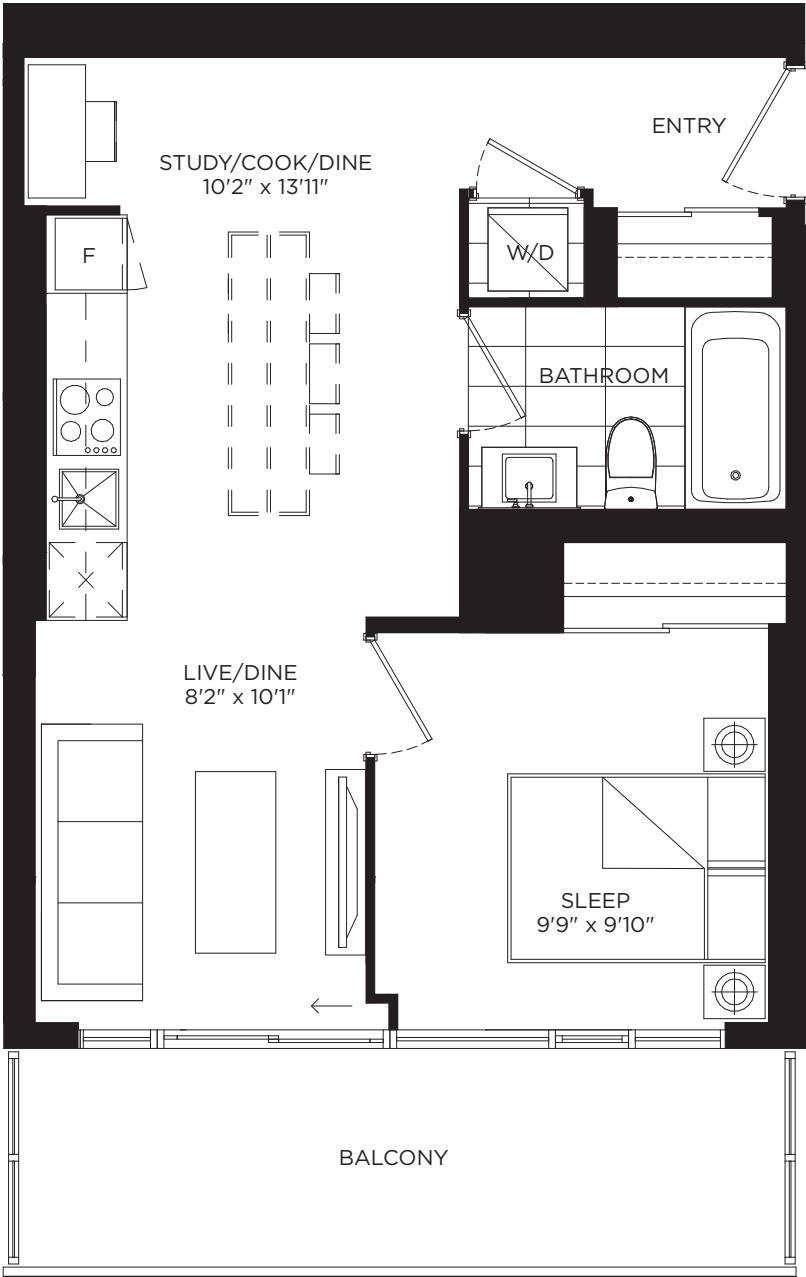 ENTRY
STUDY/COOK/DINE
10'2" x 13'11"
F
W/D
BATHROOM
LIVE/DINE
8'2" x 10'1"
SLEEP
9'9" x 9'10"
BALCONY